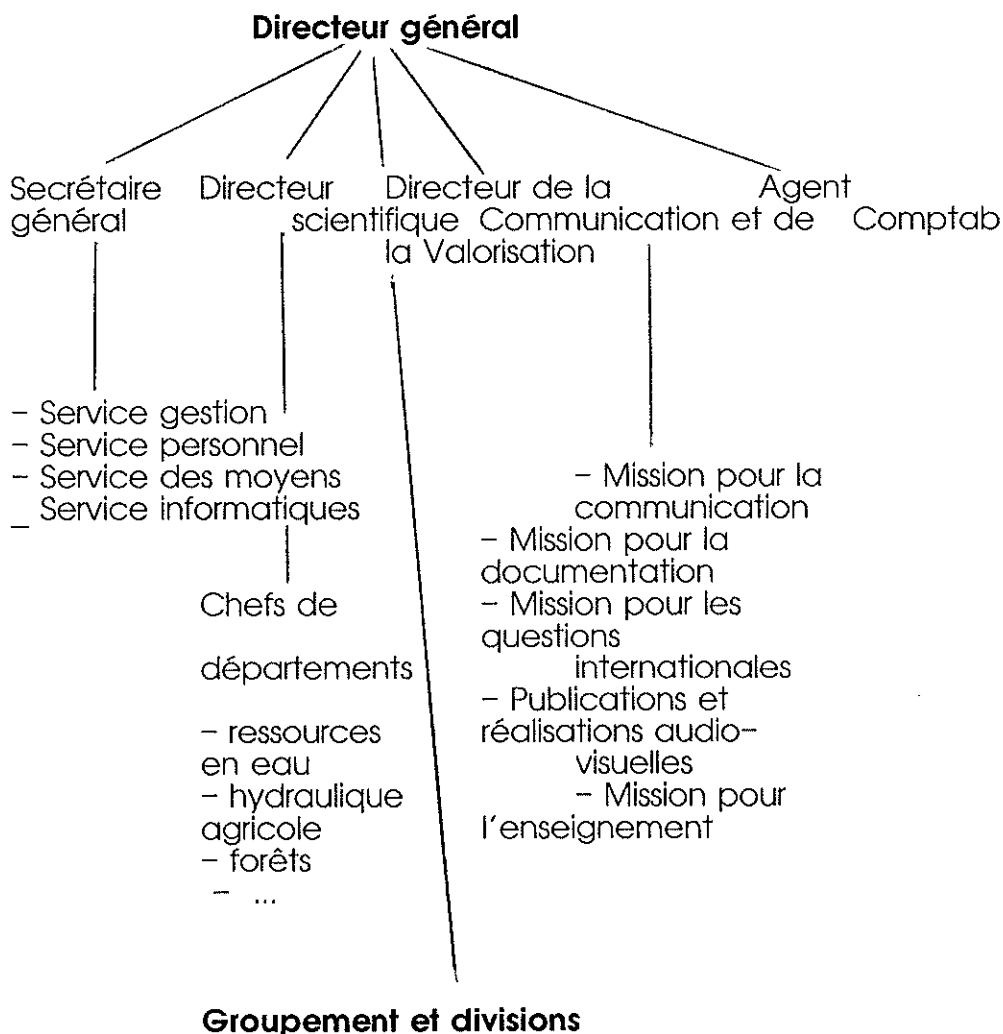 Directeur général
Secrétaire Directeur Directeur de la Agent
général scientifique Communication et de Comptab
la Valorisation
– Service gestion
– Service personnel
– Service des moyens
– Service informatiques
– Mission pour la
communication
– Mission pour la
documentation
– Mission pour les
questions
internationales
– Publications et
réalisations audio-
visuelles
– Mission pour
l'enseignement
Chefs de
départements
– ressources
en eau
– hydraulique
agricole
– forêts
– ...
Groupement et divisions